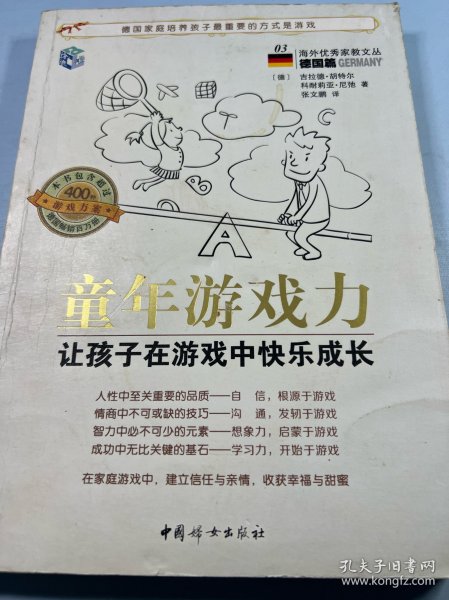 德国家庭培养孩子最重要的方式是游戏
03
海外优秀家教文丛
德国篇 GERMANY
[德] 吉拉德·胡特尔
科耐莉亚·尼弛 著
张文鹏 译
本书包含超过
400种
游戏方案
德国畅销百万册
A
童年游戏力
让孩子在游戏中快乐成长
人性中至关重要的品质——自 信，根源于游戏
情商中不可或缺的技巧——沟 通，发轫于游戏
智力中必不可少的元素——想象力，启蒙于游戏
成功中无比关键的基石——学习力，开始于游戏
在家庭游戏中，建立信任与亲情，收获幸福与甜蜜
中国妇女出版社
孔夫子旧书网
www.kongfz.com